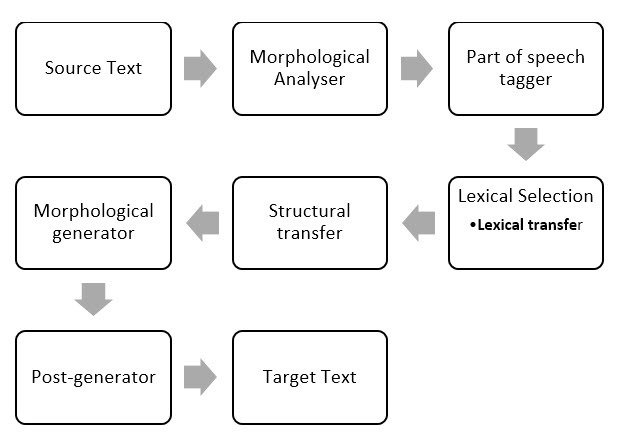 Source Text
Morphological
Analyser
Part of speech
tagger
Lexical Selection
•Lexical transfer
Structural
transfer
Morphological
generator
Post-generator
Target Text